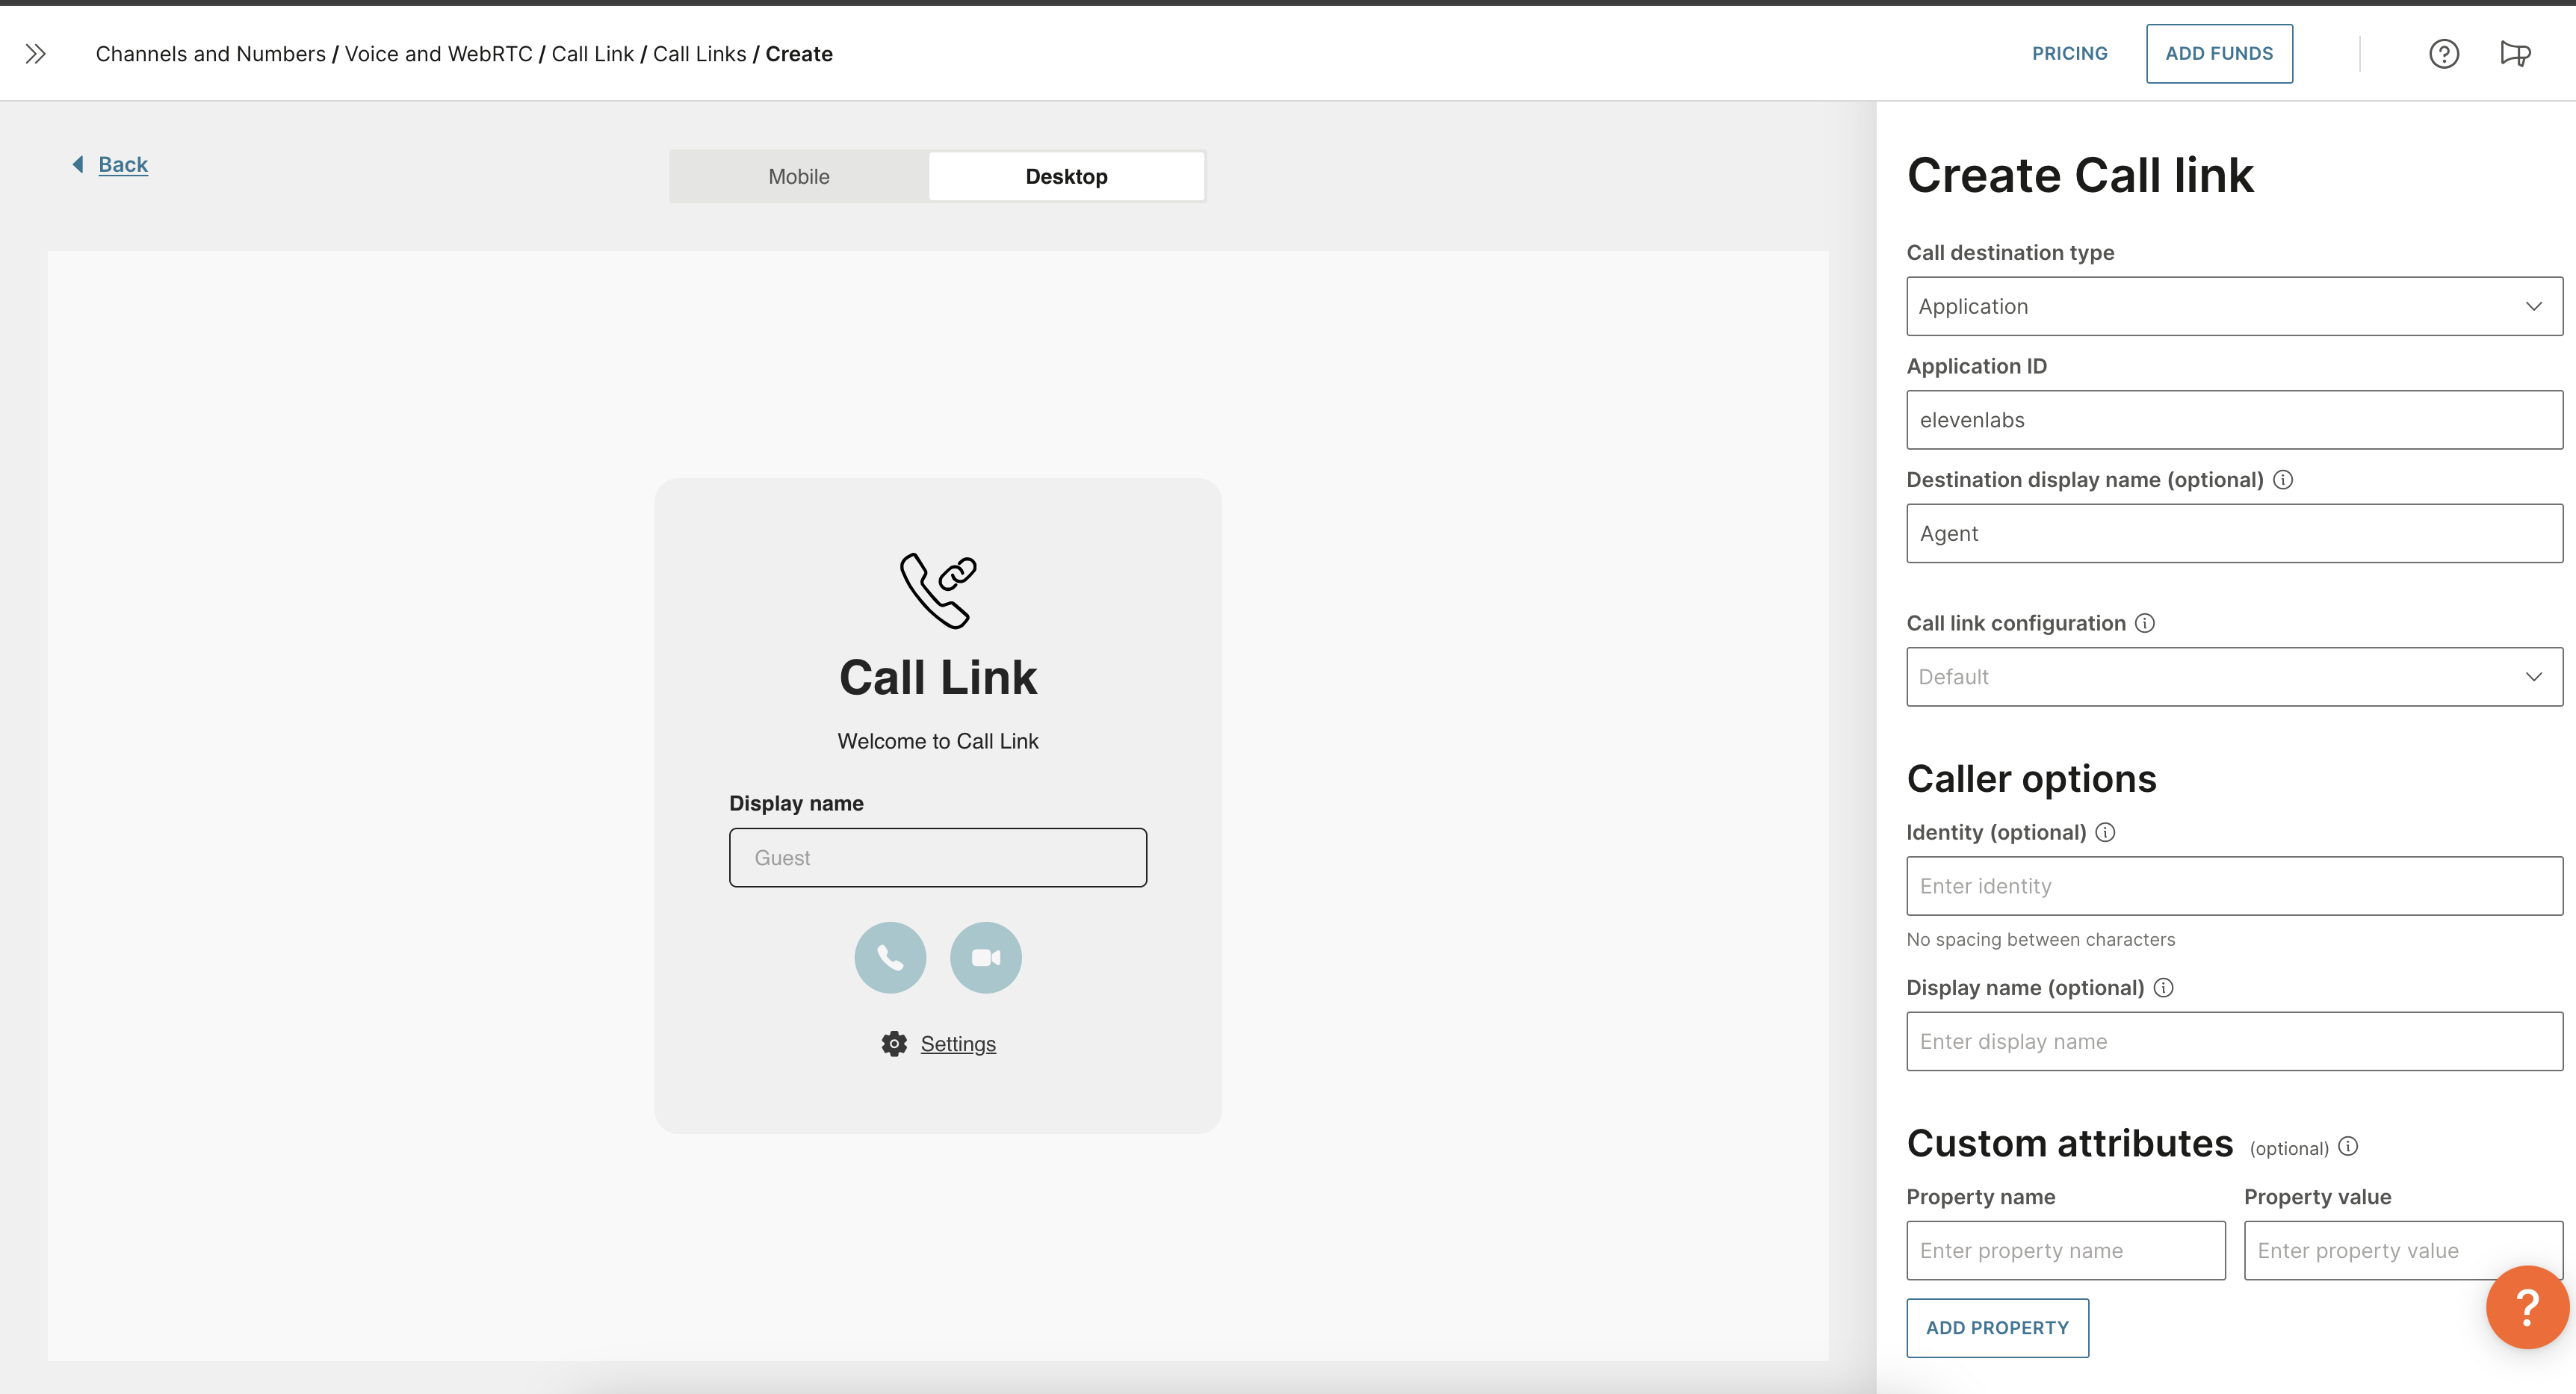 Channels and Numbers / Voice and WebRTC / Call Link / Call Links / Create
PRICING
ADD FUNDS
Back
Mobile
Desktop
Call Link
Welcome to Call Link
Display name
Guest
Settings
Create Call link
Call destination type
Application
Application ID
elevenlabs
Destination display name (optional)
Agent
Call link configuration
Default
Caller options
Identity (optional)
Enter identity
No spacing between characters
Display name (optional)
Enter display name
Custom attributes (optional)
Property name Property value
Enter property name Enter property value
ADD PROPERTY
?